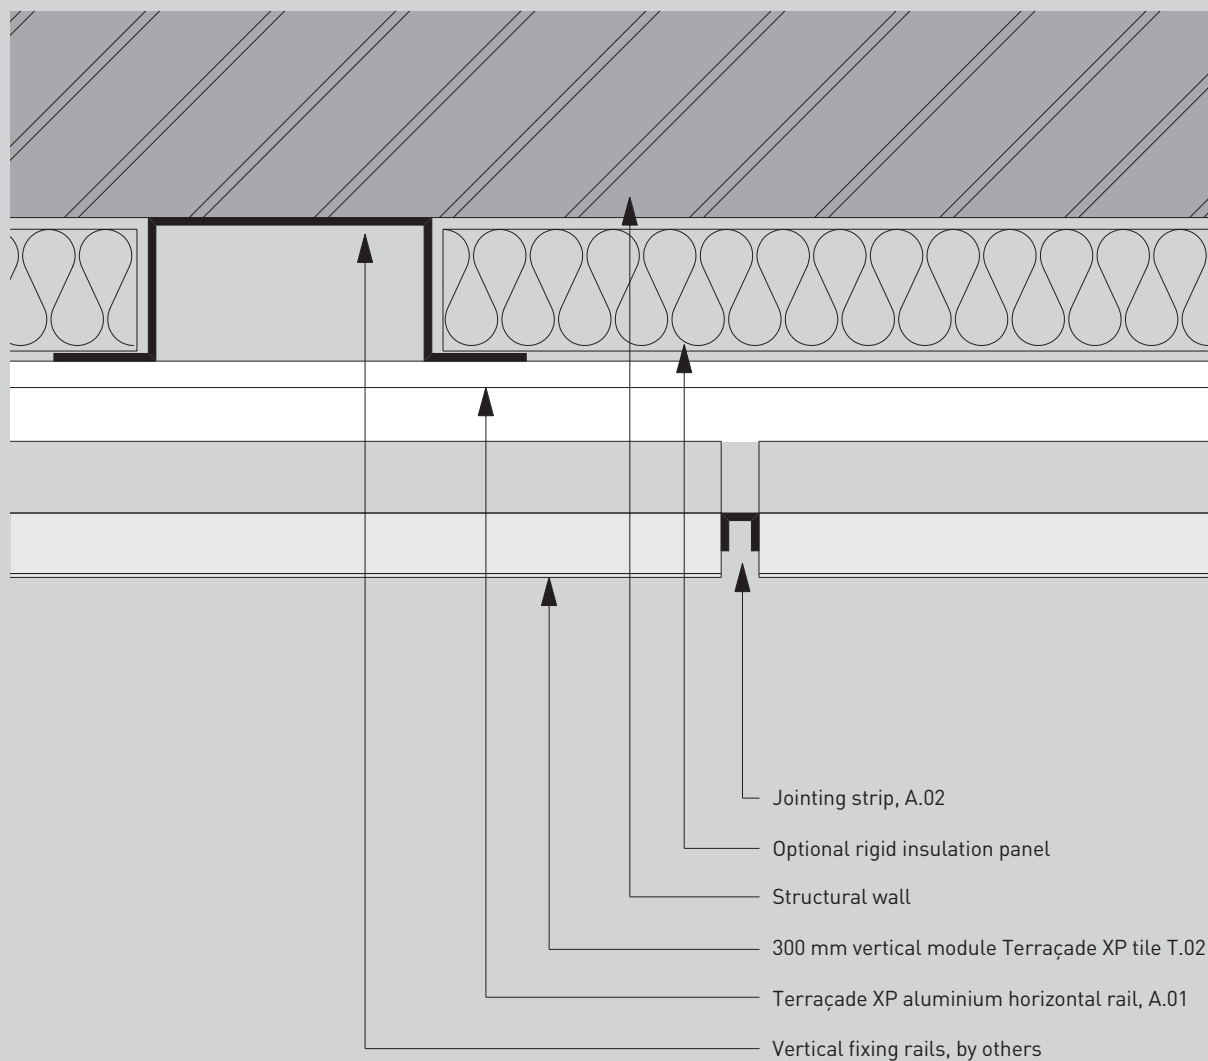 Jointing strip, A.02
Optional rigid insulation panel
Structural wall
300 mm vertical module Terraçade XP tile T.02
Terraçade XP aluminium horizontal rail, A.01
Vertical fixing rails, by others